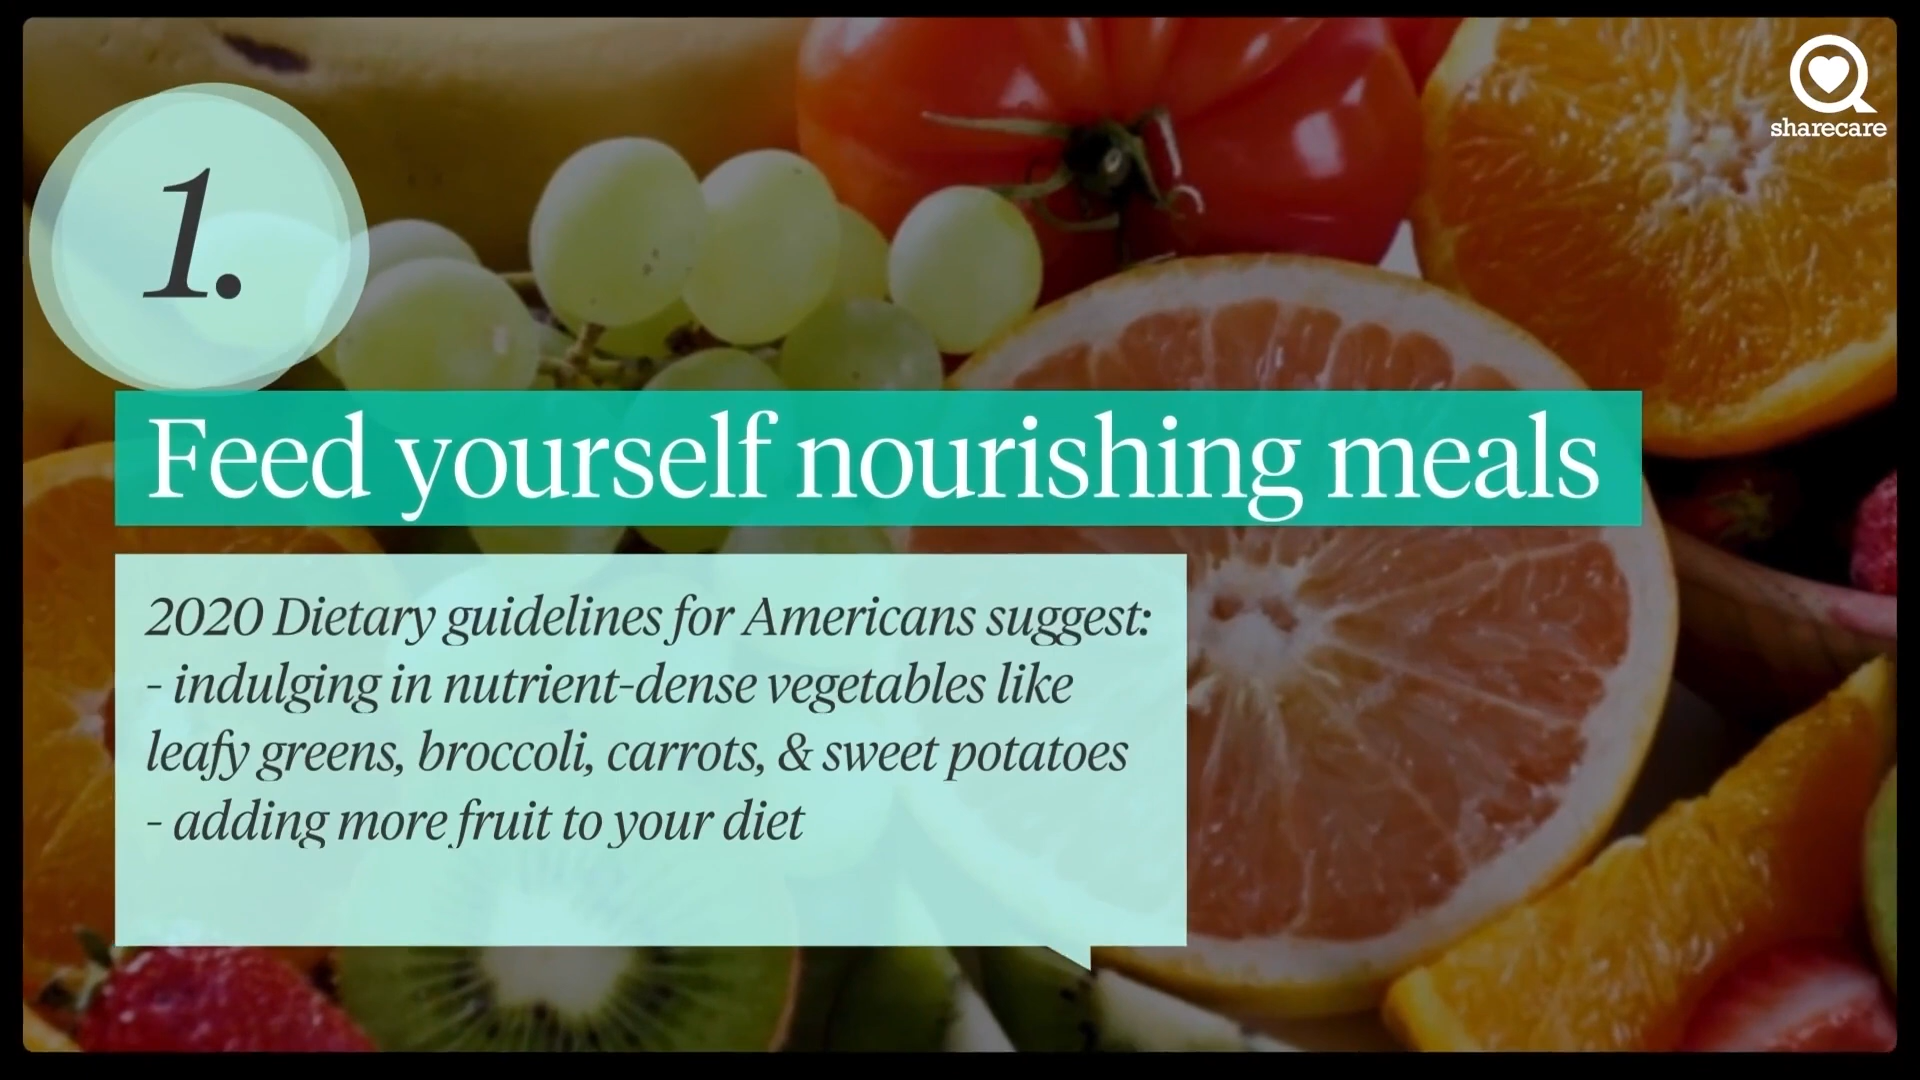 sharecare
1.
Feed yourself nourishing meals
2020 Dietary guidelines for Americans suggest:
- indulging in nutrient-dense vegetables like
leafy greens, broccoli, carrots, & sweet potatoes
- adding more fruit to your diet